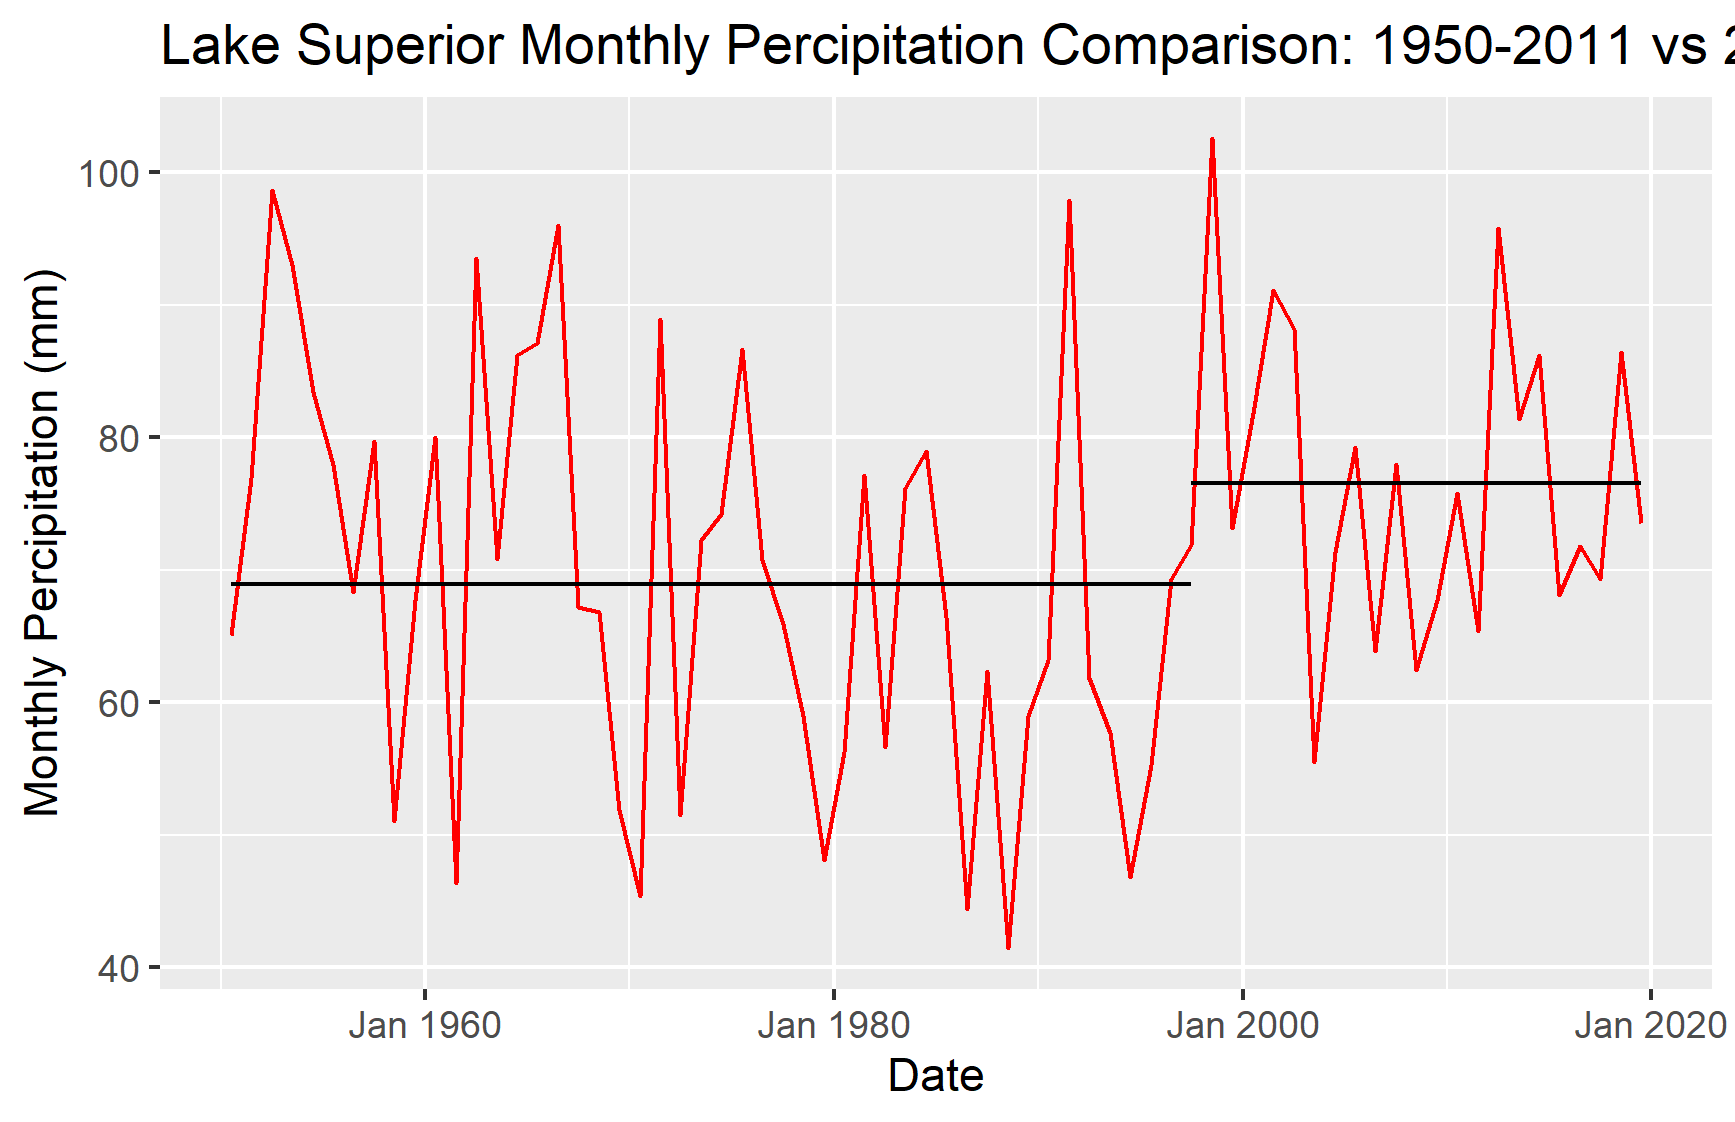 Lake Superior Monthly Percipitation Comparison: 1950-2011 vs 2
Monthly Percipitation (mm)
100
80
60
40
Jan 1960 Jan 1980 Jan 2000 Jan 2020
Date